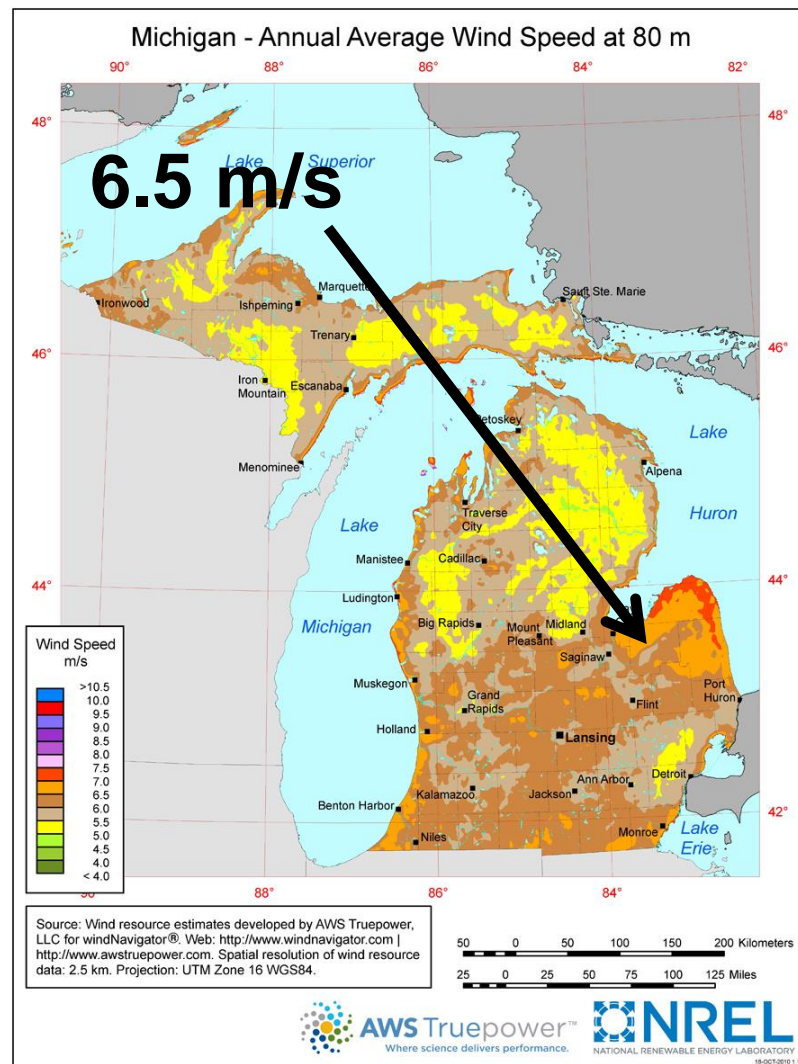 Michigan - Annual Average Wind Speed at 80 m
90°
88°
86°
84°
82°
48°
48°
Lake Superior
6.5 m/s
Marquette
Sault Ste. Marie
Ironwood
Ishpeming
Trenary
46°
46°
Iron
Mountain
Escanaba
Petoskey
Lake
Menominee
Alpena
Traverse
City
Huron
Lake
Manistee
Cadillac
44°
44°
Ludington
Michigan
Big Rapids
Mount
Pleasant
Midland
Saginaw
Wind Speed
m/s
>10.5
10.0
9.5
9.0
8.5
8.0
7.5
7.0
6.5
6.0
5.5
5.0
4.5
4.0
< 4.0
Muskegon
Grand
Rapids
Flint
Port
Huron
Holland
Lansing
Ann Arbor
Detroit
Kalamazoo
Jackson
Benton Harbor
42°
42°
Niles
Monroe
Lake
Erie
90°
88°
86°
84°
Source: Wind resource estimates developed by AWS Truepower,
LLC for windNavigator®. Web: http://www.windnavigator.com |
http://www.awstruepower.com. Spatial resolution of wind resource
data: 2.5 km. Projection: UTM Zone 16 WGS84.
50 0 50 100 150 200 Kilometers
25 0 25 50 75 100 125 Miles
AWS Truepower™
Where science delivers performance.
NREL
NATIONAL RENEWABLE ENERGY LABORATORY